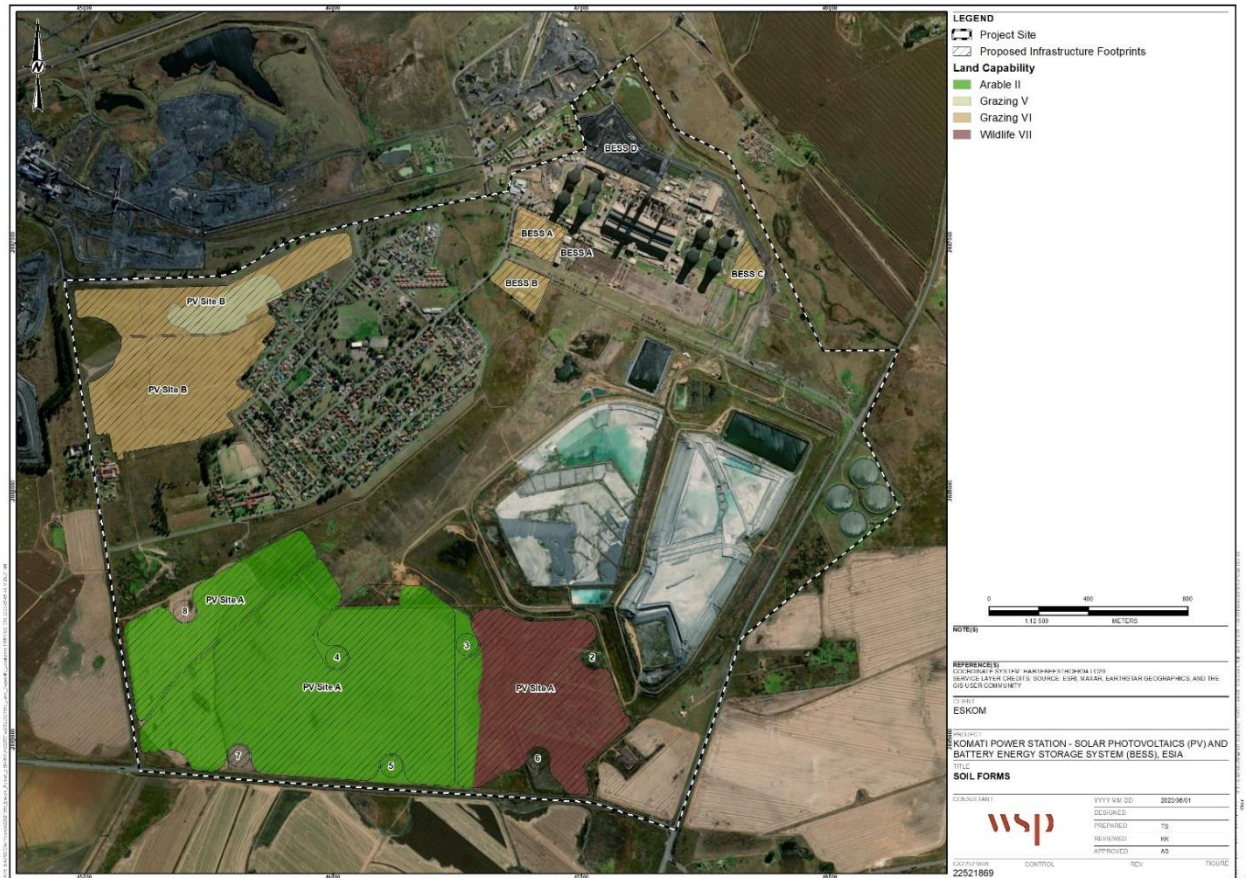 N
BESS D
BESS A
BESS A
BESS B
BESS C
PV Site B
PV Site B
PV Site A
PV Site A
PV Site A
8
4
3
2
7
5
6
LEGEND
Project Site
Proposed Infrastructure Footprints
Land Capability
Arable II
Grazing V
Grazing VI
Wildlife VII
0 400 800
1:12 500 METERS
NOTE(S)
REFERENCE(S)
COORDINATE SYSTEM:
SERVICE LAYER CREDITS: SOURCE: ESRI, MAXAR, EARTHSTAR GEOGRAPHICS, AND THE
GIS USER COMMUNITY
CLIENT
ESKOM
PROJECT
KOMATI POWER STATION - SOLAR PHOTOVOLTAICS (PV) AND
BATTERY ENERGY STORAGE SYSTEM (BESS), ESIA
TITLE
SOIL FORMS
CONSULTANT
wsp
YYYY MM DD
DESIGNED
PREPARED TS
REVIEWED
APPROVED AS
CONTROL REV. FIGURE
22521869